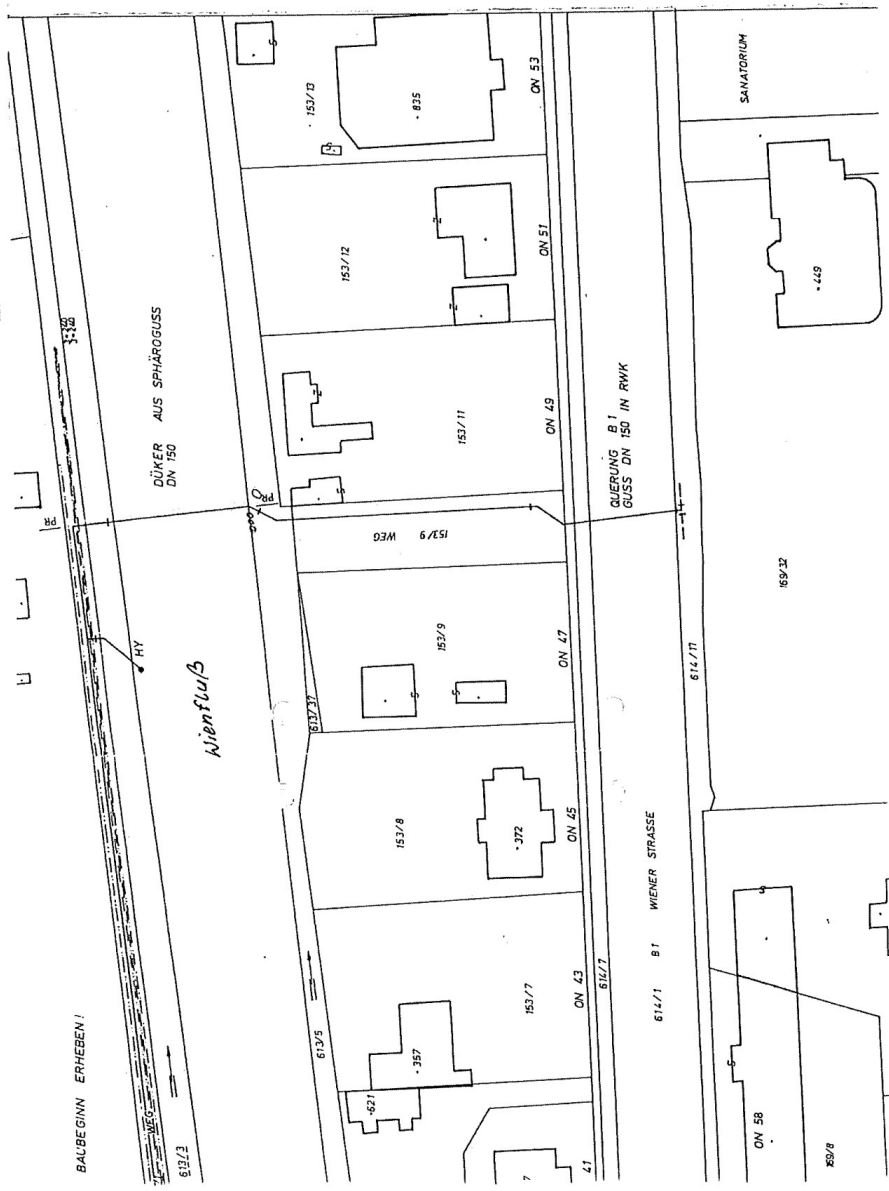 BAUBEGINN ERHEBEN!
WEG
613/3
HY
PR
DÜKER AUS SPHÄROGUSS
DN 150
Wienfluß
613/5
613/37
PR
621
357
153/7
ON 43
153/8
372
ON 45
153/9
ON 47
153/9 WEG
153/11
ON 49
153/12
ON 51
153/13
835
ON 53
41
614/7
614/1 B1 WIENER STRASSE
QUERUNG B1
GUSS DN 150 IN RWK
614/17
ON 58
169/8
169/32
449
SANATORIUM